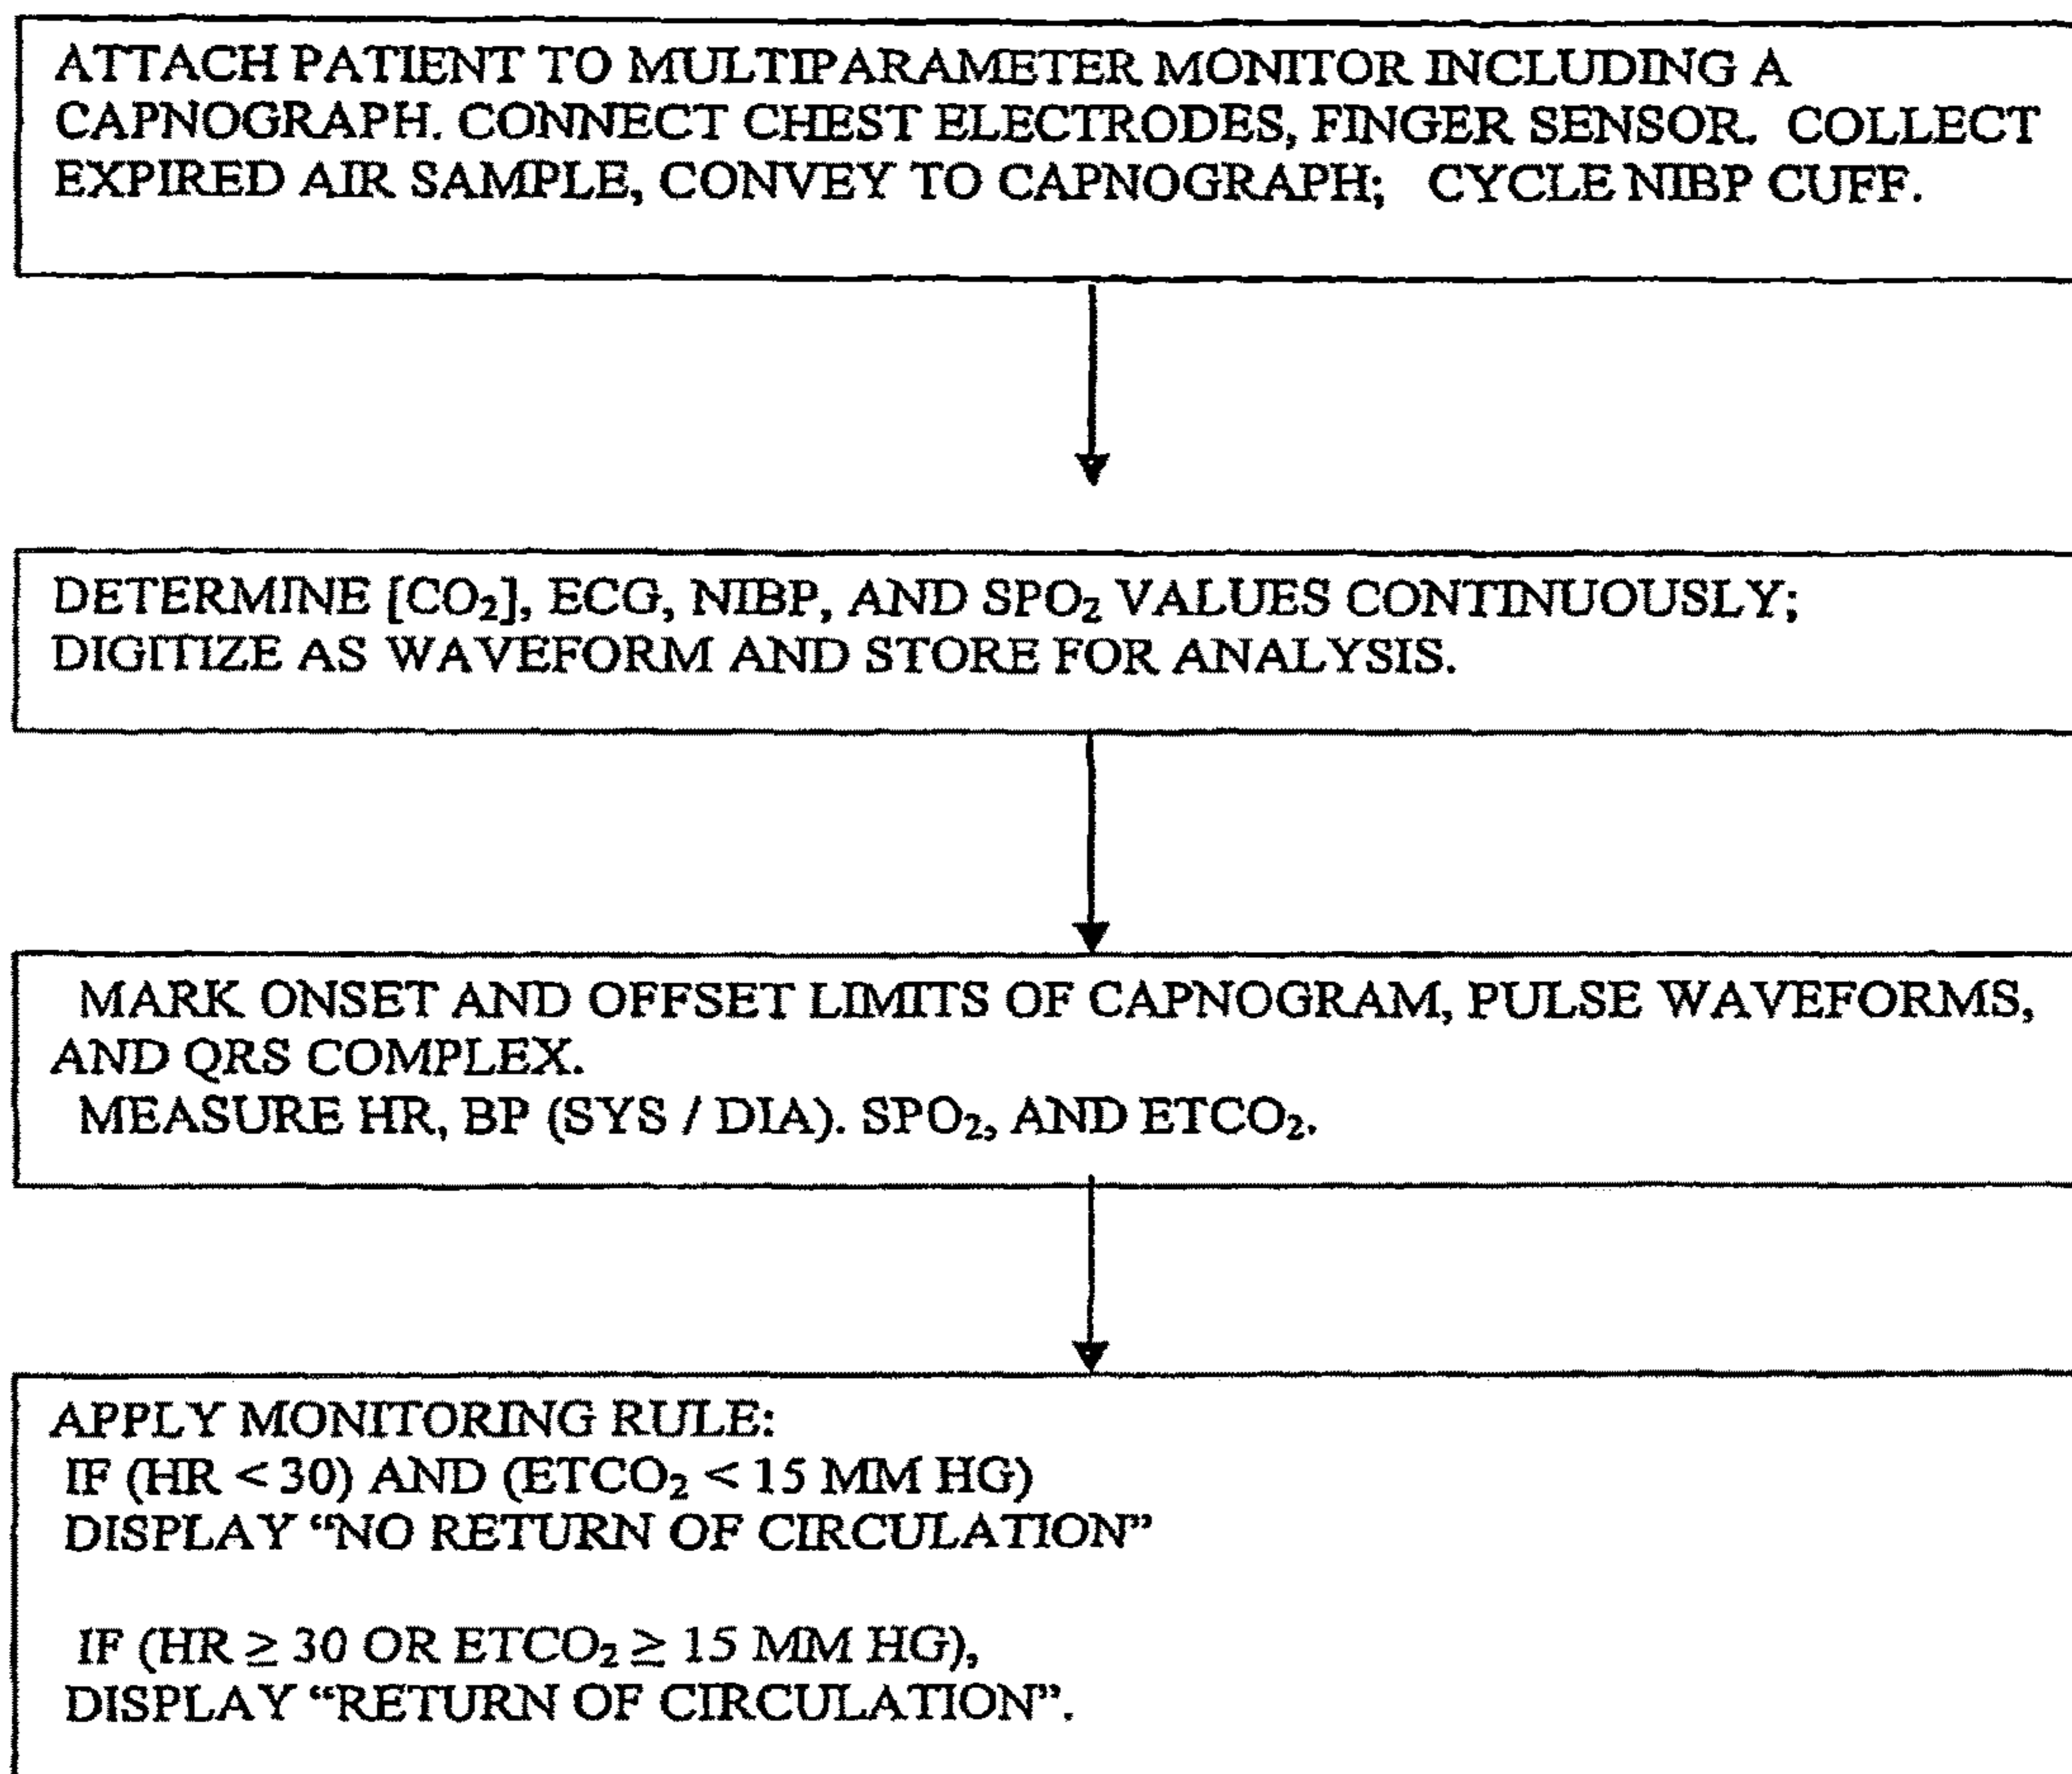 ATTACH PATIENT TO MULTIPARAMETER MONITOR INCLUDING A
CAPNOGRAPH. CONNECT CHEST ELECTRODES, FINGER SENSOR. COLLECT
EXPIRED AIR SAMPLE, CONVEY TO CAPNOGRAPH; CYCLE NIBP CUFF.
DETERMINE [CO₂], ECG, NIBP, AND SPO₂ VALUES CONTINUOUSLY;
DIGITIZE AS WAVEFORM AND STORE FOR ANALYSIS.
MARK ONSET AND OFFSET LIMITS OF CAPNOGRAM, PULSE WAVEFORMS,
AND QRS COMPLEX.
MEASURE HR, BP (SYS / DIA). SPO₂, AND ETCO₂.
APPLY MONITORING RULE:
IF (HR < 30) AND (ETCO₂ < 15 MM HG)
DISPLAY “NO RETURN OF CIRCULATION”
IF (HR ≥ 30 OR ETCO₂ ≥ 15 MM HG),
DISPLAY “RETURN OF CIRCULATION”.